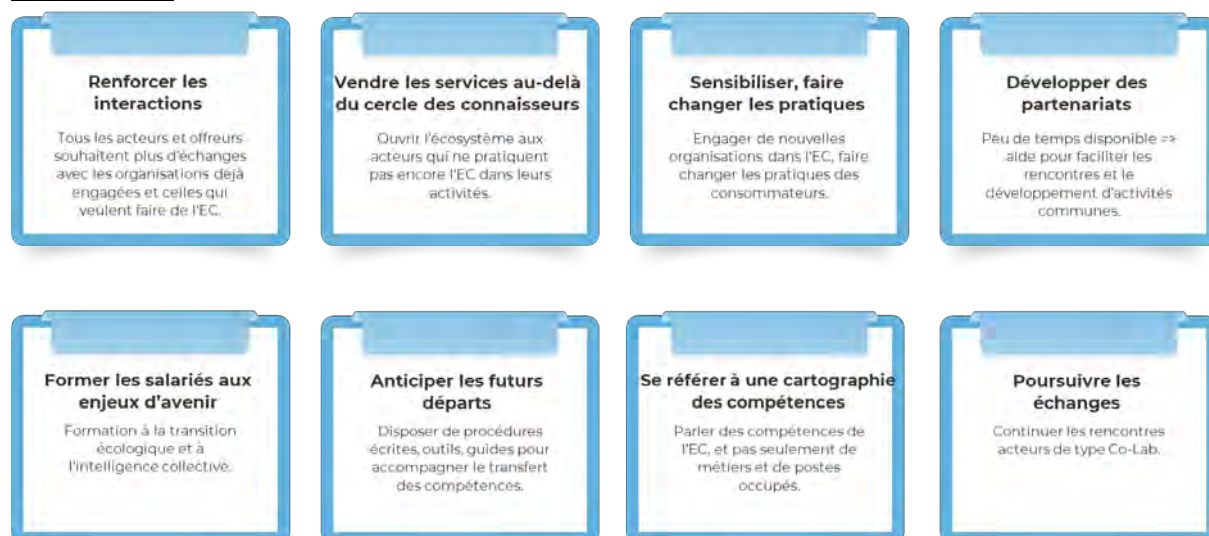 Renforcer les
interactions
Tous les acteurs et offreurs
souhaitent plus d'échanges
avec les organisations déjà
engagées et celles qui
veulent faire de l'EC.
Vendre les services au-delà
du cercle des connaisseurs
Ouvrir l'écosystème aux
acteurs qui ne pratiquent
pas encore l'EC dans leurs
activités.
Sensibiliser, faire
changer les pratiques
Engager de nouvelles
organisations dans l'EC, faire
changer les pratiques des
consommateurs.
Développer des
partenariats
Peu de temps disponible =>
aide pour faciliter les
rencontres et le
développement d'activités
communes.
Former les salariés aux
enjeux d'avenir
Formation à la transition
écologique et à
l'intelligence collective.
Anticiper les futurs
départs
Disposer de procédures
écrites, outils, guides pour
accompagner le transfert
des compétences.
Se référer à une cartographie
des compétences
Parler des compétences de
l'EC, et pas seulement de
métiers et de postes
occupés.
Poursuivre les
échanges
Continuer les rencontres
acteurs de type Co-Lab.